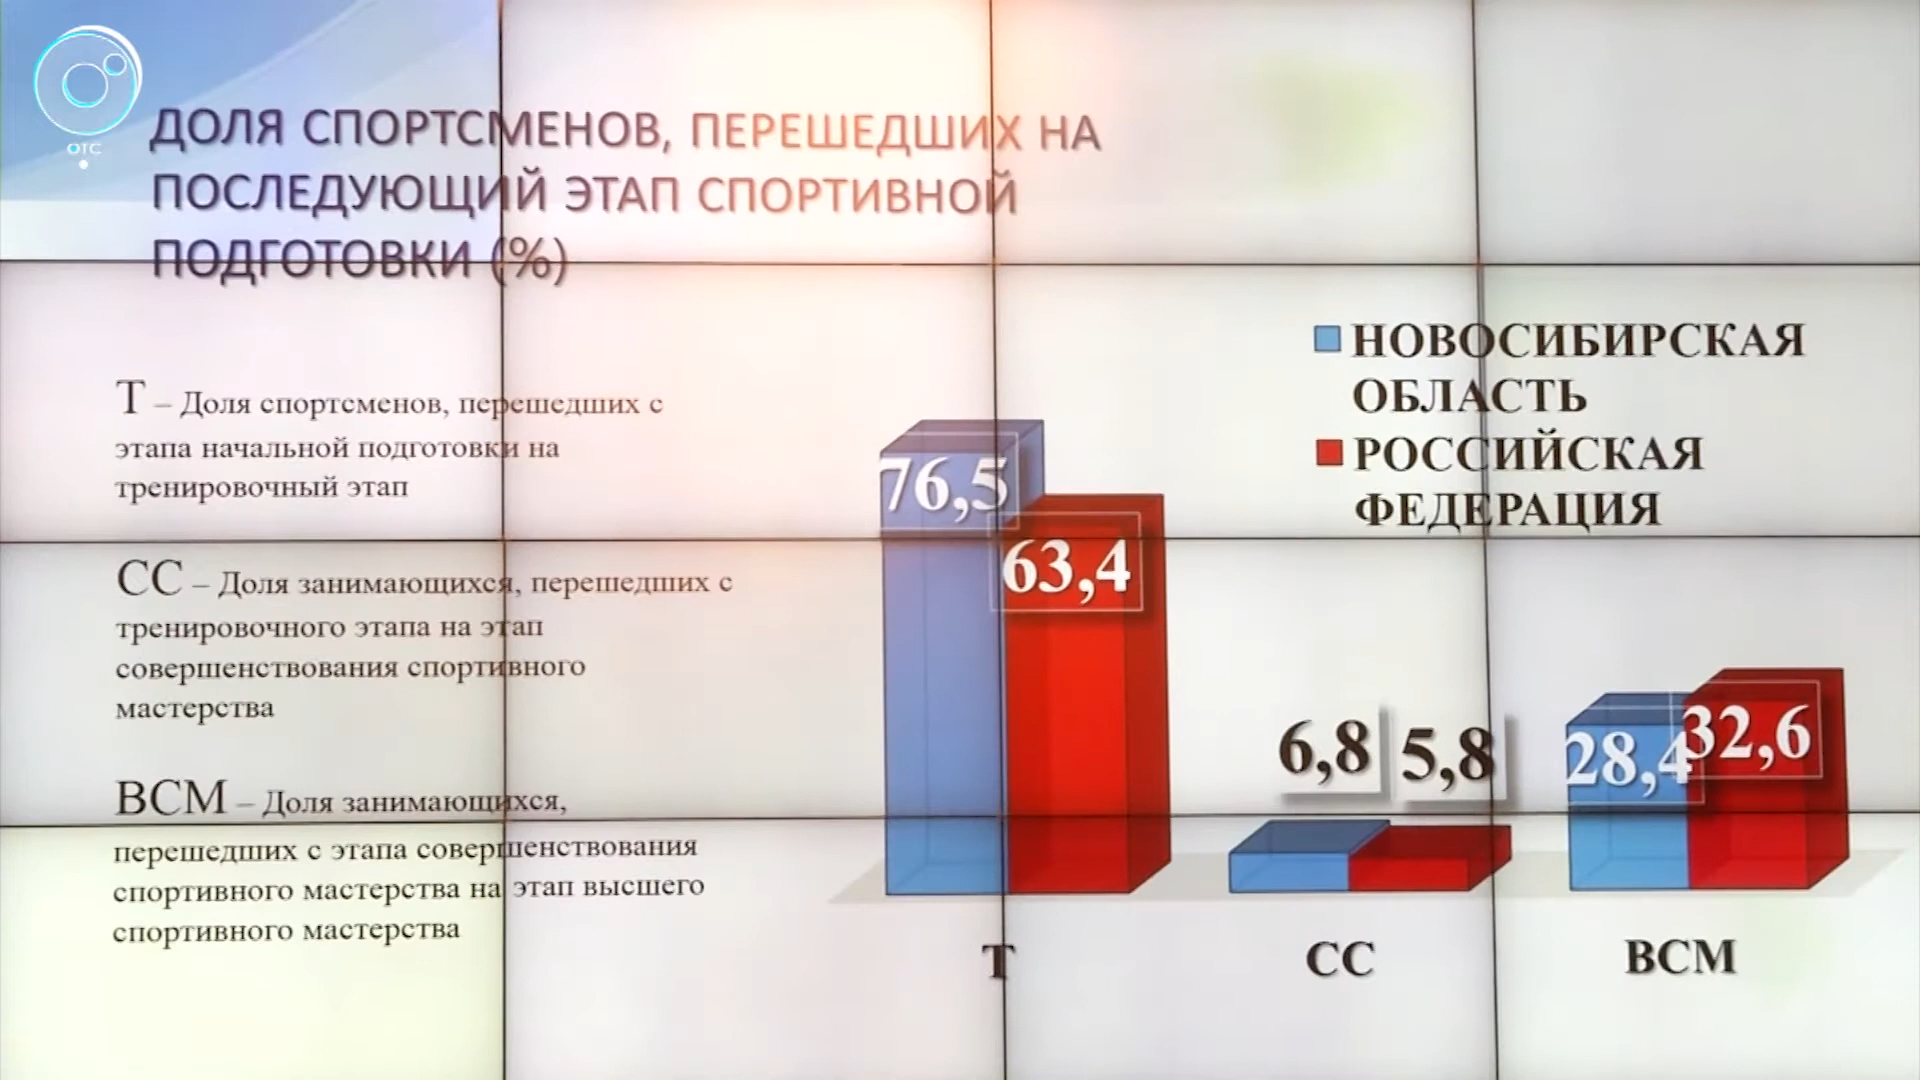 ОТС
ДОЛЯ СПОРТСМЕНОВ, ПЕРЕШЕДШИХ НА
ПОСЛЕДУЮЩИЙ ЭТАП СПОРТИВНОЙ
ПОДГОТОВКИ (%)
Т – Доля спортсменов, перешедших с
этапа начальной подготовки на
тренировочный этап
СС – Доля занимающихся, перешедших с
тренировочного этапа на этап
совершенствования спортивного
мастерства
ВСМ – Доля занимающихся,
перешедших с этапа совершенствования
спортивного мастерства на этап высшего
спортивного мастерства
НОВОСИБИРСКАЯ
ОБЛАСТЬ
РОССИЙСКАЯ
ФЕДЕРАЦИЯ
76,5
63,4
6,8
5,8
28,4
32,6
Т
СС
ВСМ